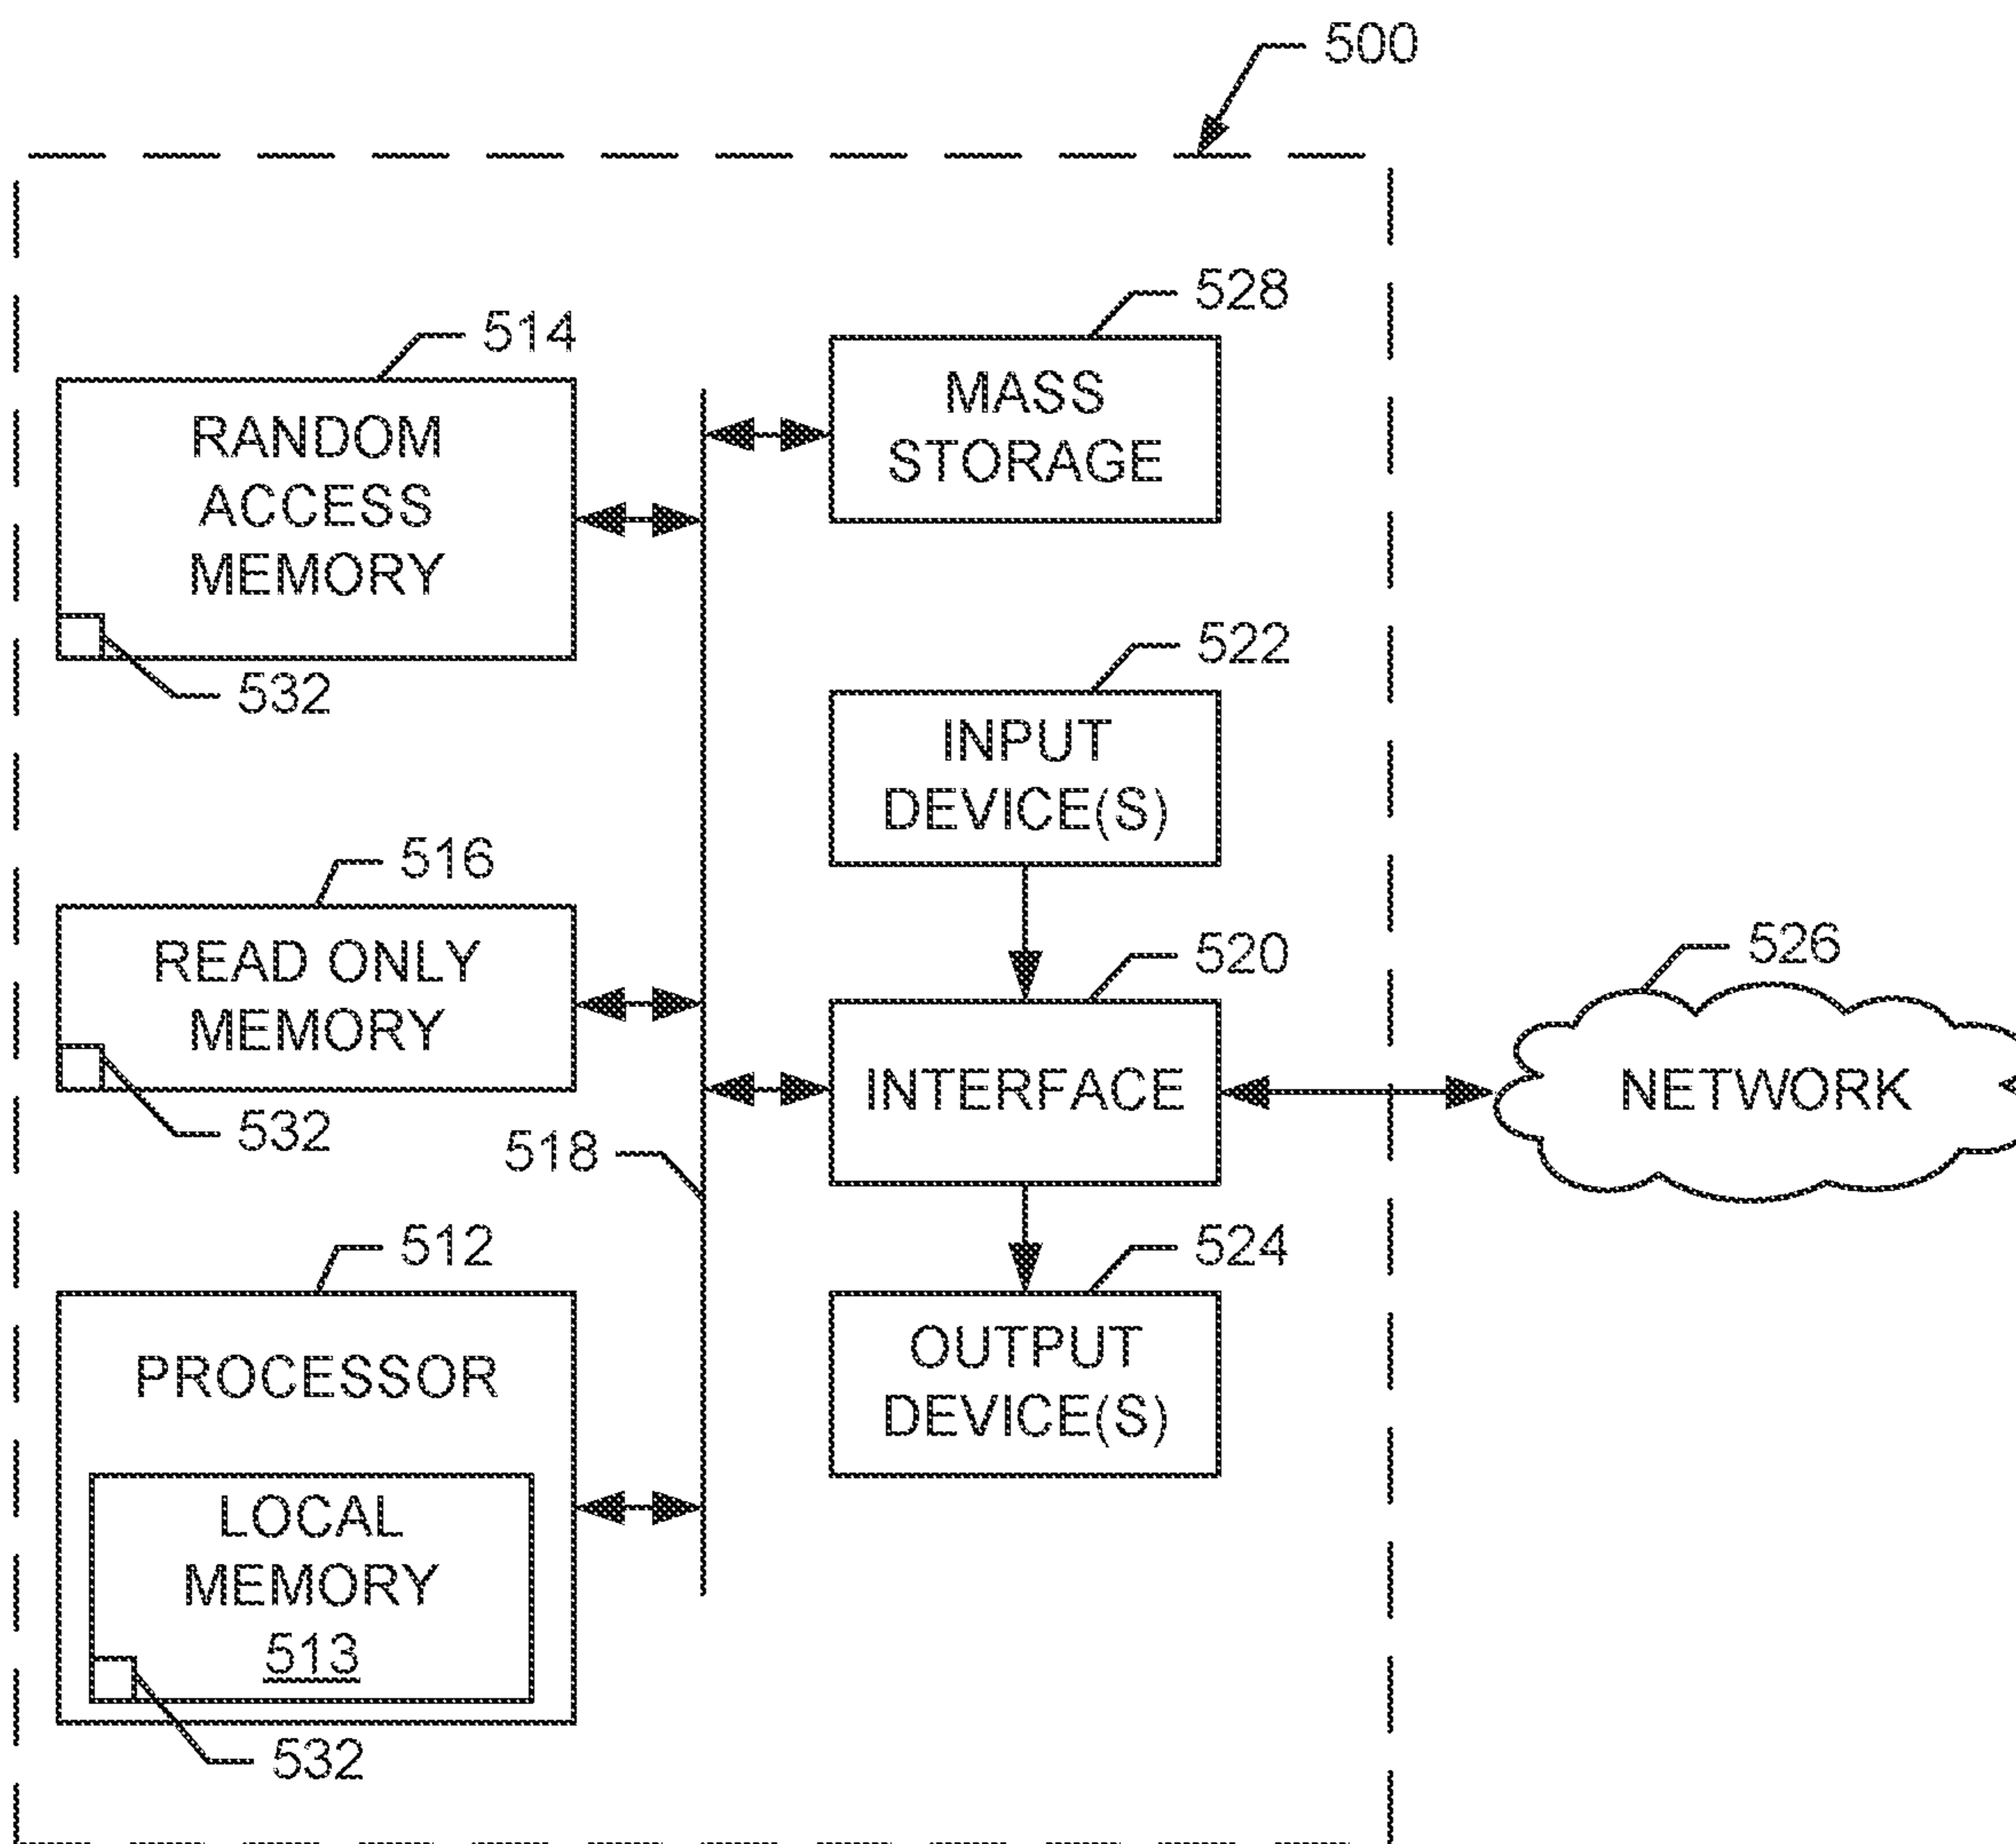 500
514
RANDOM
ACCESS
MEMORY
532
528
MASS
STORAGE
522
INPUT
DEVICE(S)
516
READ ONLY
MEMORY
532
518
520
INTERFACE
526
NETWORK
512
PROCESSOR
LOCAL
MEMORY
513
532
524
OUTPUT
DEVICE(S)